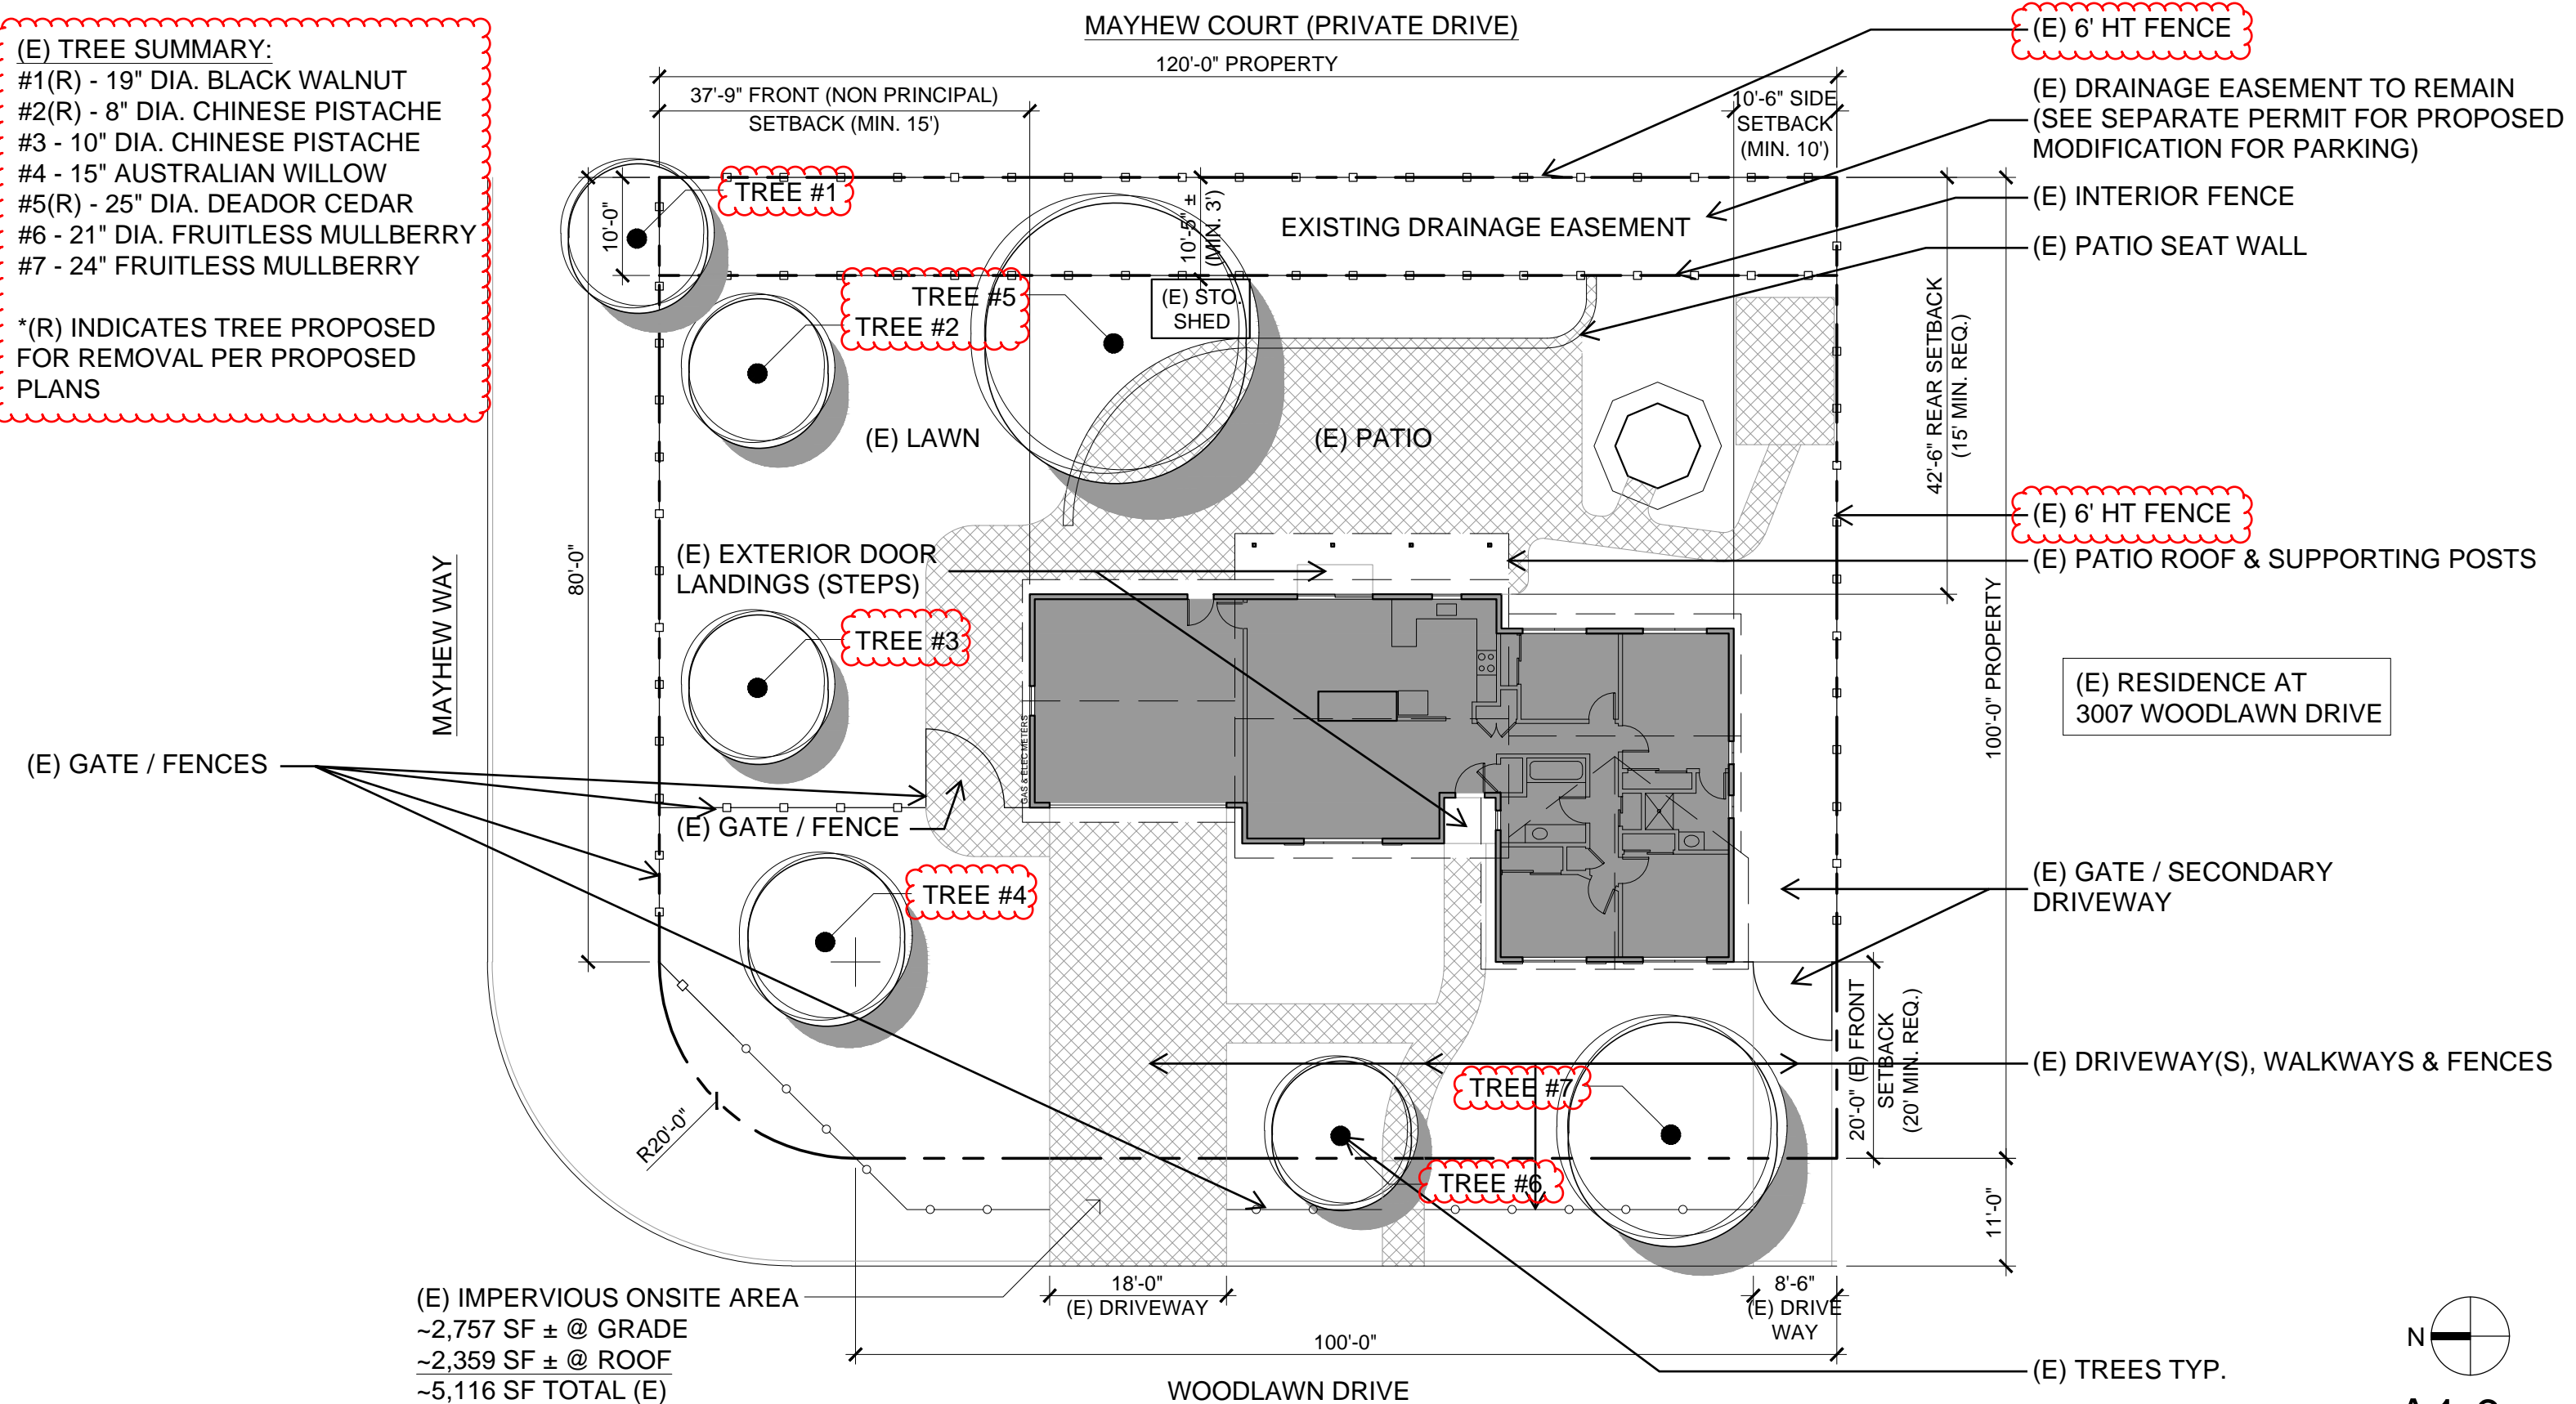 (E) TREE SUMMARY:
#1(R) - 19" DIA. BLACK WALNUT
#2(R) - 8" DIA. CHINESE PISTACHE
#3 - 10" DIA. CHINESE PISTACHE
#4 - 15" AUSTRALIAN WILLOW
#5(R) - 25" DIA. DEADOR CEDAR
#6 - 21" DIA. FRUITLESS MULLBERRY
#7 - 24" FRUITLESS MULLBERRY
*(R) INDICATES TREE PROPOSED
FOR REMOVAL PER PROPOSED
PLANS
MAYHEW COURT (PRIVATE DRIVE)
120'-0" PROPERTY
37'-9" FRONT (NON PRINCIPAL)
SETBACK (MIN. 15')
10'-6" SIDE
SETBACK
(MIN. 10')
(E) 6' HT FENCE
(E) DRAINAGE EASEMENT TO REMAIN
(SEE SEPARATE PERMIT FOR PROPOSED
MODIFICATION FOR PARKING)
(E) INTERIOR FENCE
(E) PATIO SEAT WALL
TREE #1
10'-0"
10'-5" ±
(MIN. 3')
EXISTING DRAINAGE EASEMENT
TREE #5
TREE #2
(E) STO.
SHED
(E) LAWN
(E) PATIO
42'-6" REAR SETBACK
(15' MIN. REQ.)
(E) 6' HT FENCE
(E) PATIO ROOF & SUPPORTING POSTS
(E) EXTERIOR DOOR
LANDINGS (STEPS)
80'-0"
MAYHEW WAY
TREE #3
100'-0" PROPERTY
(E) RESIDENCE AT
3007 WOODLAWN DRIVE
GAS & ELEC METERS
(E) GATE / FENCES
(E) GATE / FENCE
TREE #4
(E) GATE / SECONDARY
DRIVEWAY
20'-0" (E) FRONT
SETBACK
(20' MIN. REQ.)
(E) DRIVEWAY(S), WALKWAYS & FENCES
TREE #7
R20'-0"
TREE #6
11'-0"
(E) IMPERVIOUS ONSITE AREA
~2,757 SF ± @ GRADE
~2,359 SF ± @ ROOF
~5,116 SF TOTAL (E)
18'-0"
(E) DRIVEWAY
8'-6"
(E) DRIVE
WAY
100'-0"
WOODLAWN DRIVE
(E) TREES TYP.
N